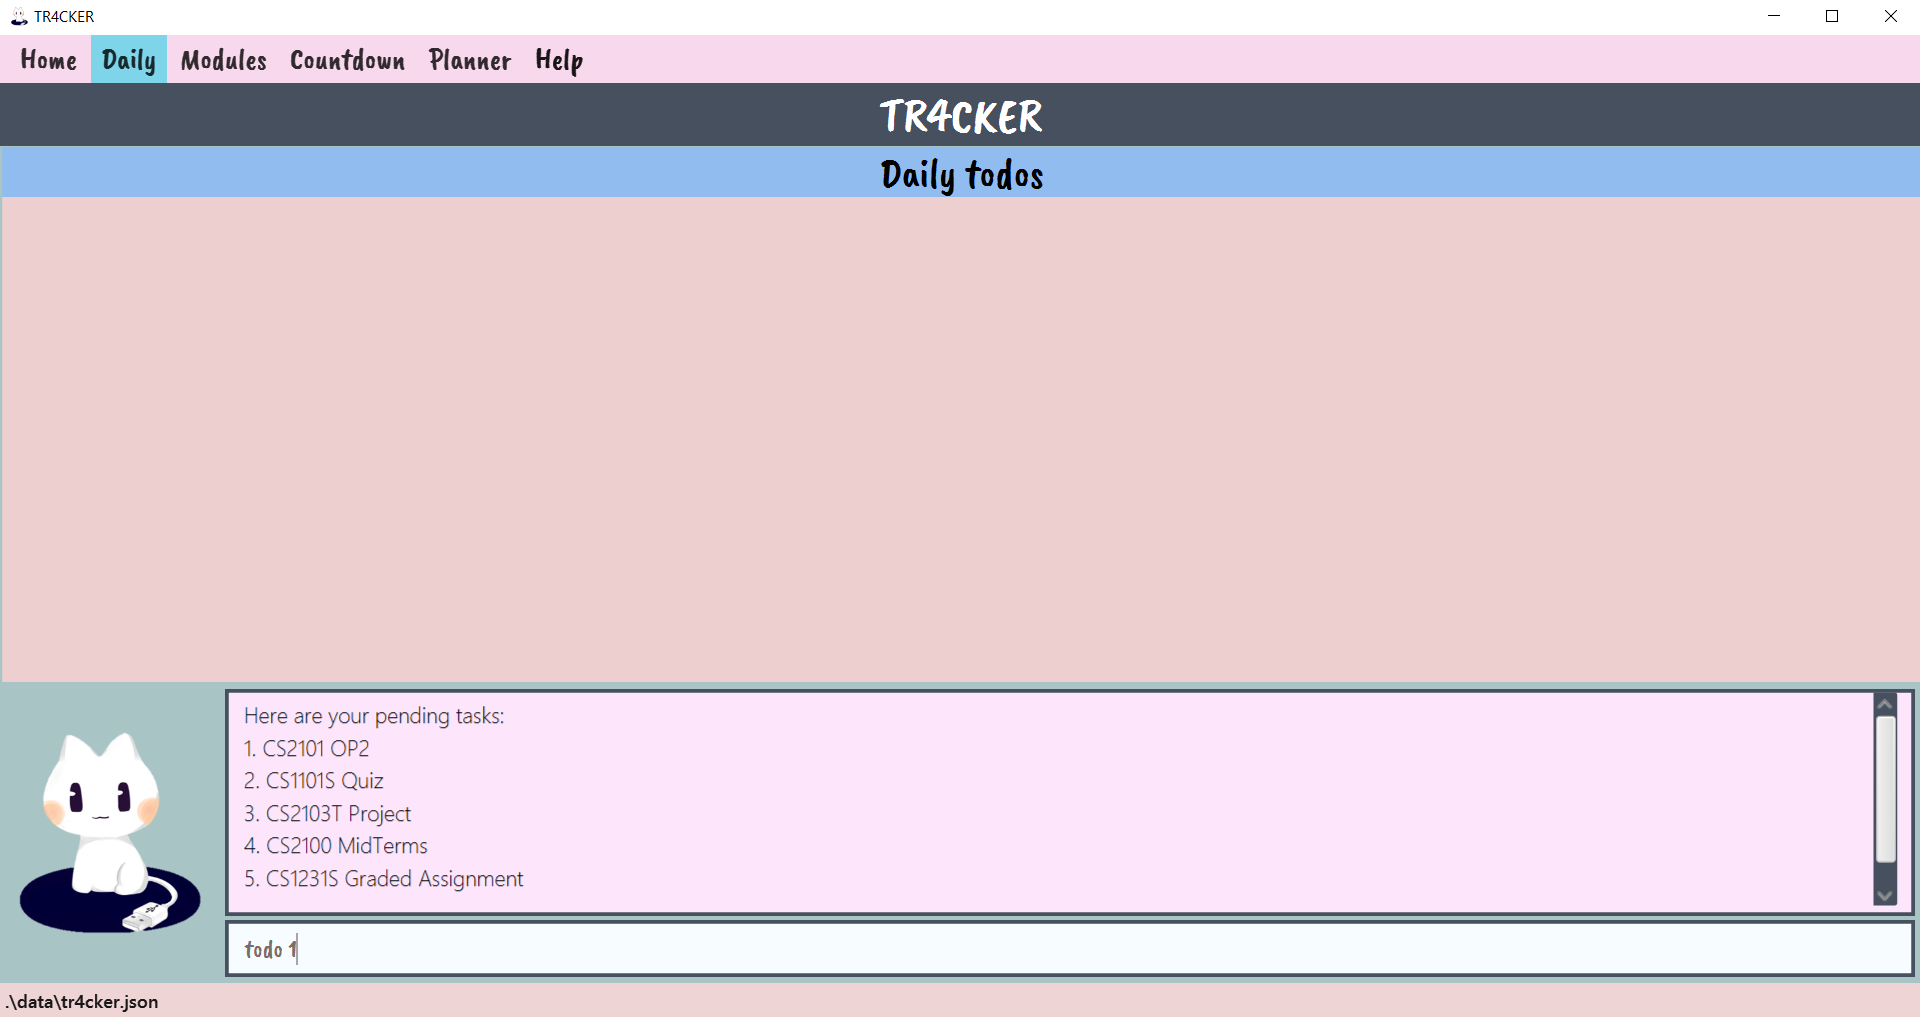 TR4CKER
Home Daily Modules Countdown Planner Help
TR4CKER
Daily todos
Here are your pending tasks:
1. CS2101 OP2
2. CS1101S Quiz
3. CS2103T Project
4. CS2100 MidTerms
5. CS1231S Graded Assignment
todo 1
.\data\tr4cker.json